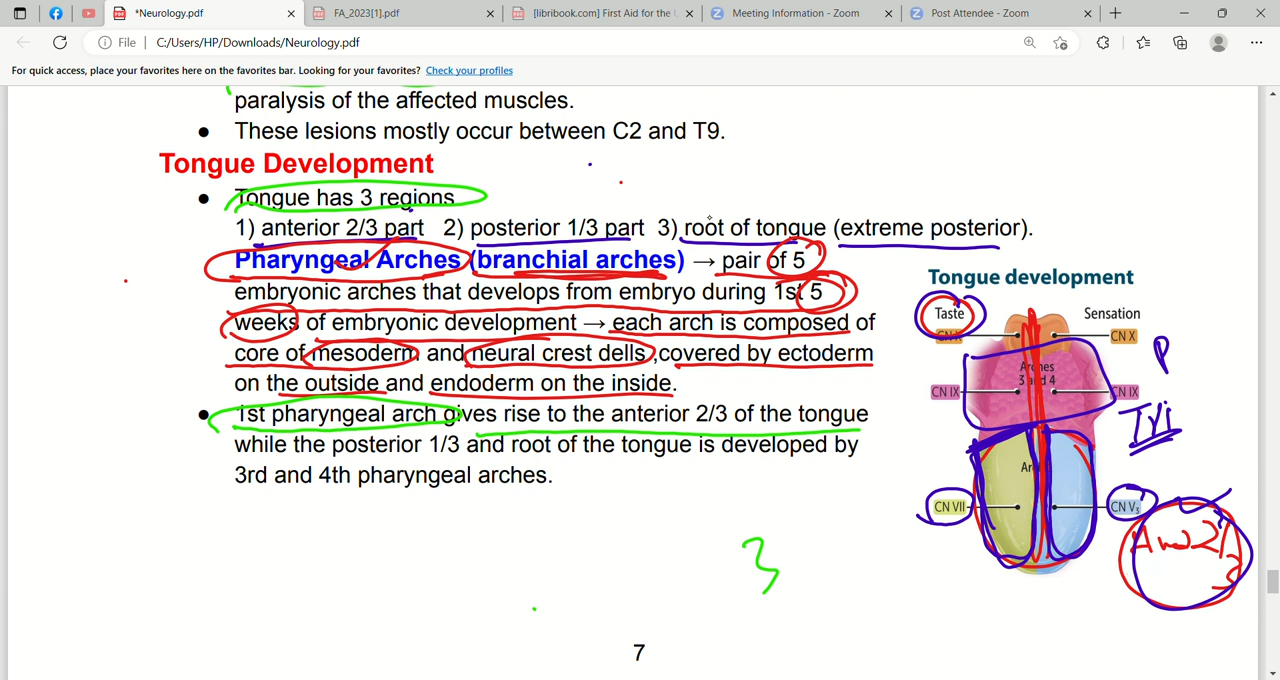 *Neurology.pdf
FA_2023[1].pdf
[libribook.com] First Aid for the U
Meeting Information - Zoom
Post Attendee - Zoom
File
C:/Users/HP/Downloads/Neurology.pdf
For quick access, place your favorites here on the favorites bar. Looking for your favorites? Check your profiles
paralysis of the affected muscles.
● These lesions mostly occur between C2 and T9.
Tongue Development
● Tongue has 3 regions
1) anterior 2/3 part 2) posterior 1/3 part 3) root of tongue (extreme posterior).
Pharyngeal Arches (branchial arches) → pair of 5
embryonic arches that develops from embryo during 1st 5
weeks of embryonic development → each arch is composed of
core of mesoderm and neural crest dells ,covered by ectoderm
on the outside and endoderm on the inside.
● 1st pharyngeal arch gives rise to the anterior 2/3 of the tongue
while the posterior 1/3 and root of the tongue is developed by
3rd and 4th pharyngeal arches.
Tongue development
Taste Sensation
CN X CN X
Arches
3 and 4
CN IX CN IX
CN VII CN V₃
3
7